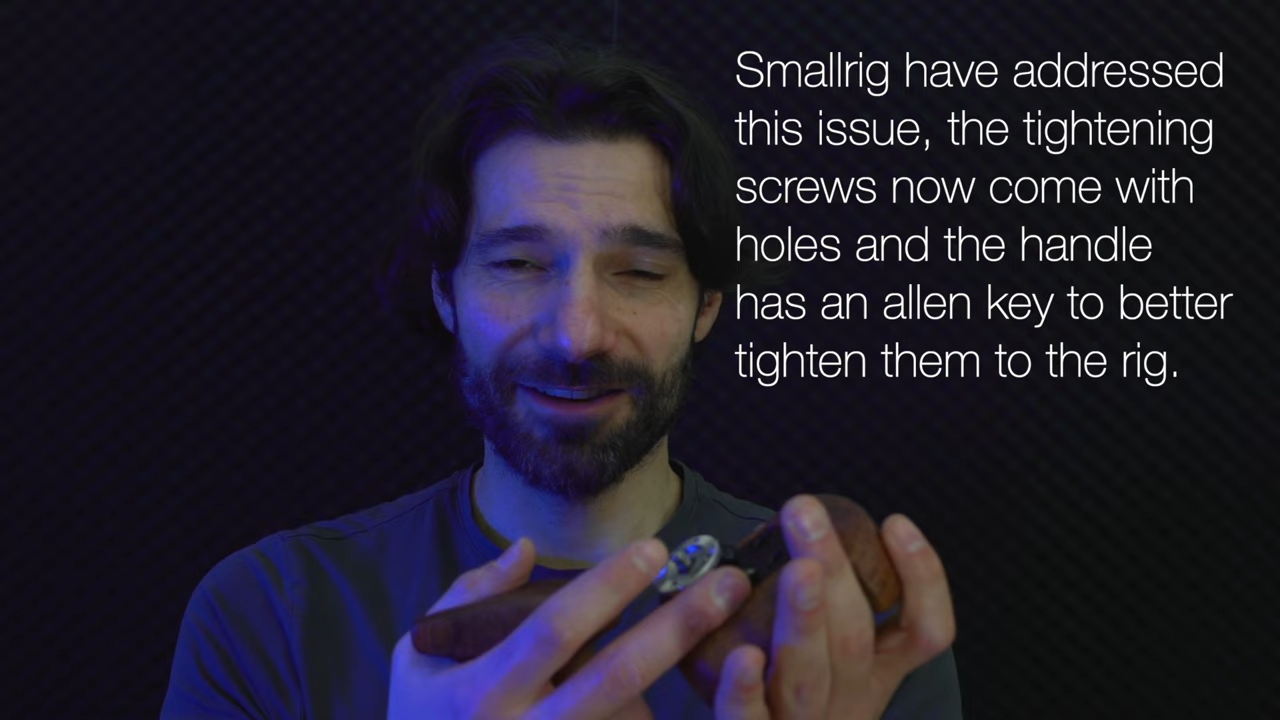 Smallrig have addressed
this issue, the tightening
screws now come with
holes and the handle
has an allen key to better
tighten them to the rig.